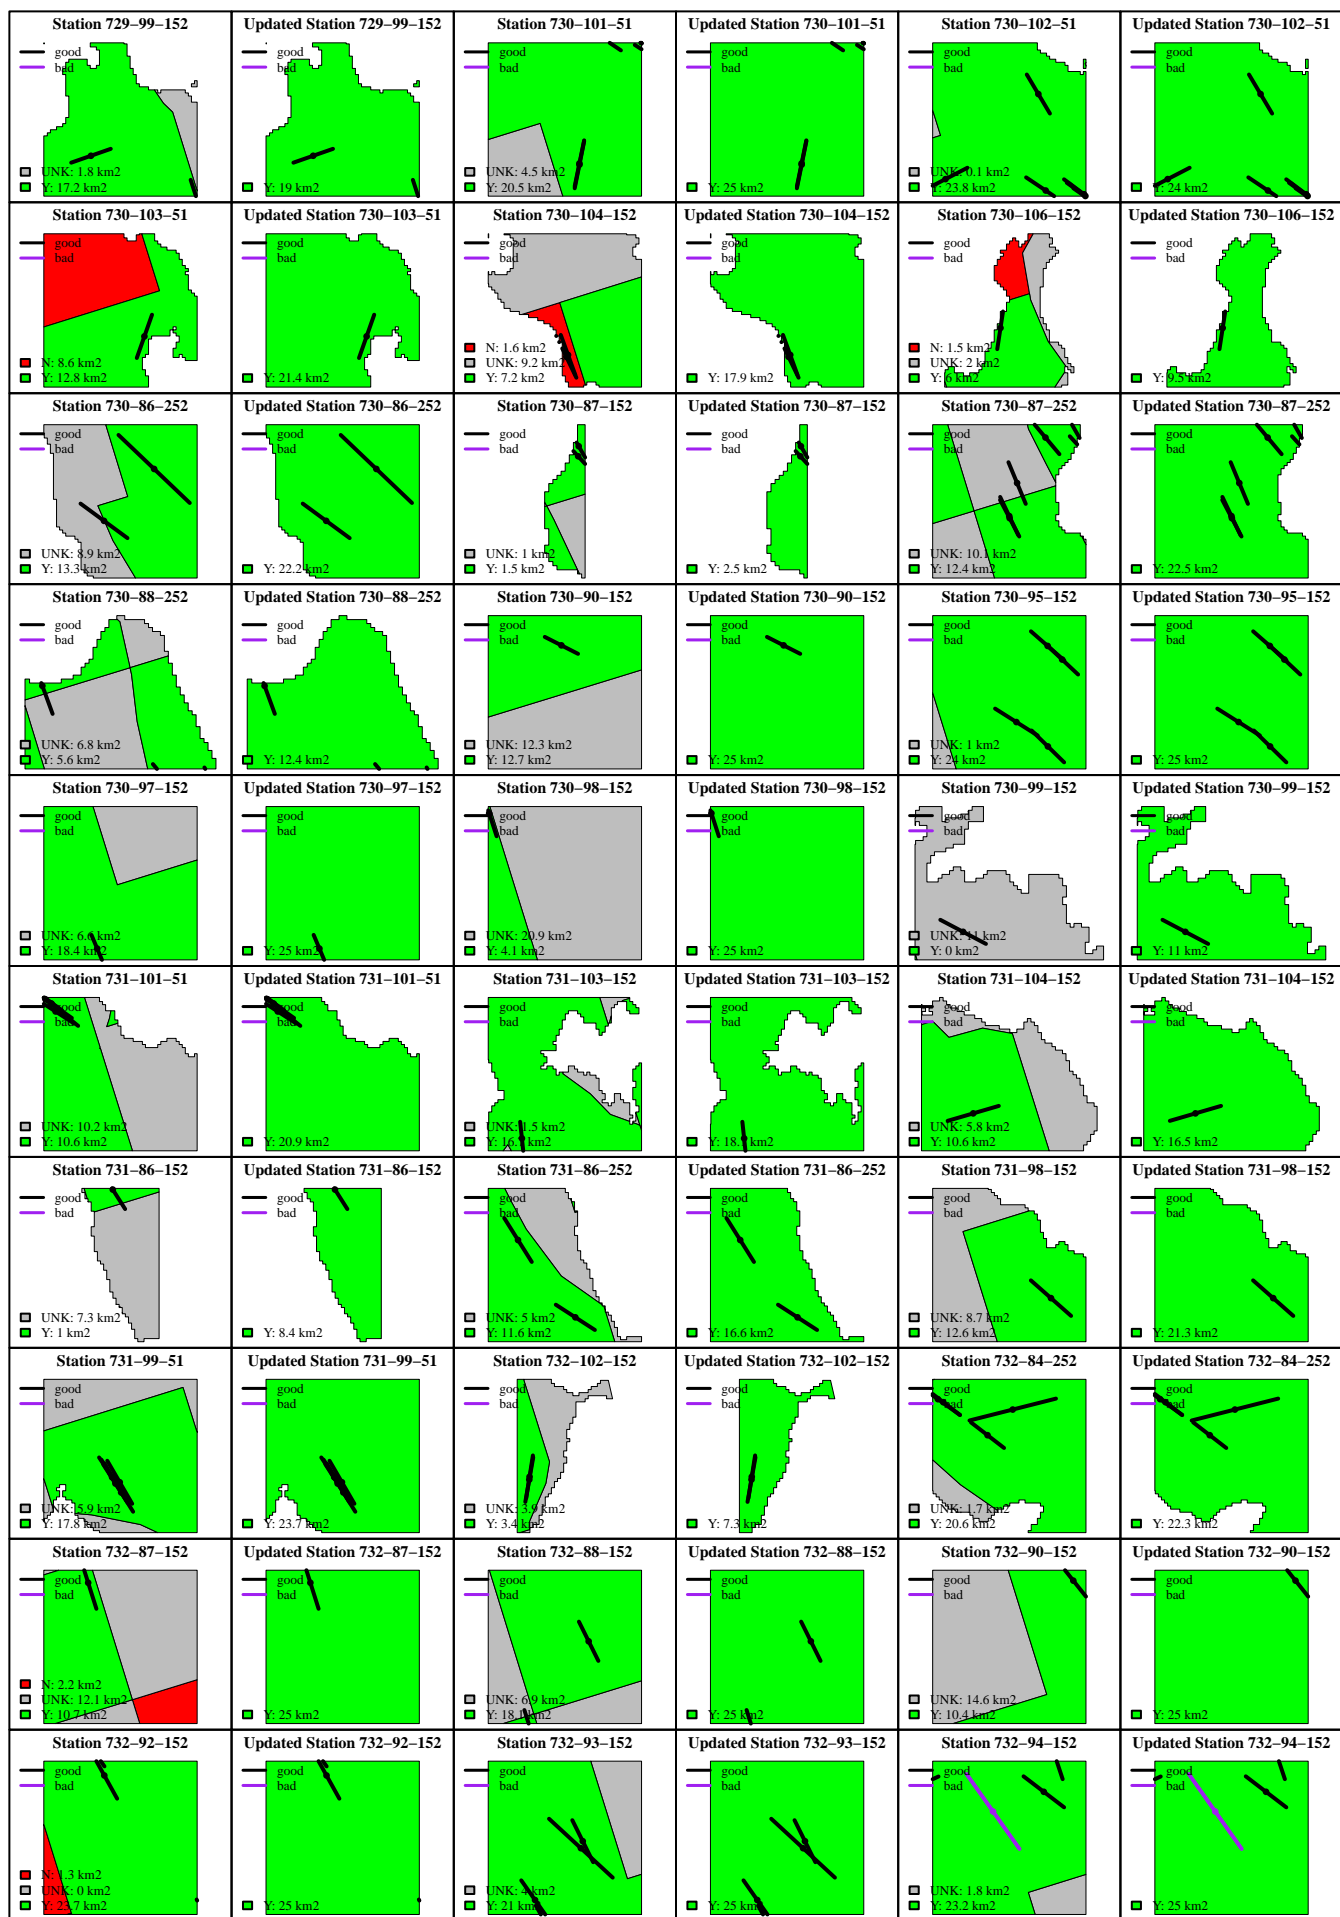 Station 729−99−152
good
bad
UNK: 1.8 km2
Y: 17.2 km2
Updated Station 729−99−152
good
bad
Y: 19 km2
Station 730−101−51
good
bad
UNK: 4.5 km2
Y: 20.5 km2
Updated Station 730−101−51
good
bad
Y: 25 km2
Station 730−102−51
good
bad
UNK: 0.1 km2
Y: 23.8 km2
Updated Station 730−102−51
good
bad
Y: 24 km2
Station 730−103−51
good
bad
N: 8.6 km2
Y: 12.8 km2
Updated Station 730−103−51
good
bad
Y: 21.4 km2
Station 730−104−152
good
bad
N: 1.6 km2
UNK: 9.2 km2
Y: 7.2 km2
Updated Station 730−104−152
good
bad
Y: 17.9 km2
Station 730−106−152
good
bad
N: 1.5 km2
UNK: 2 km2
Y: 6 km2
Updated Station 730−106−152
good
bad
Y: 9.5 km2
Station 730−86−252
good
bad
UNK: 8.9 km2
Y: 13.3 km2
Updated Station 730−86−252
good
bad
Y: 22.2 km2
Station 730−87−152
good
bad
UNK: 1 km2
Y: 1.5 km2
Updated Station 730−87−152
good
bad
Y: 2.5 km2
Station 730−87−252
good
bad
UNK: 10.1 km2
Y: 12.4 km2
Updated Station 730−87−252
good
bad
Y: 22.5 km2
Station 730−88−252
good
bad
UNK: 6.8 km2
Y: 5.6 km2
Updated Station 730−88−252
good
bad
Y: 12.4 km2
Station 730−90−152
good
bad
UNK: 12.3 km2
Y: 12.7 km2
Updated Station 730−90−152
good
bad
Y: 25 km2
Station 730−95−152
good
bad
UNK: 1 km2
Y: 24 km2
Updated Station 730−95−152
good
bad
Y: 25 km2
Station 730−97−152
good
bad
UNK: 6.6 km2
Y: 18.4 km2
Updated Station 730−97−152
good
bad
Y: 25 km2
Station 730−98−152
good
bad
UNK: 20.9 km2
Y: 4.1 km2
Updated Station 730−98−152
good
bad
Y: 25 km2
Station 730−99−152
good
bad
UNK: 11 km2
Y: 0 km2
Updated Station 730−99−152
good
bad
Y: 11 km2
Station 731−101−51
good
bad
UNK: 10.2 km2
Y: 10.6 km2
Updated Station 731−101−51
good
bad
Y: 20.9 km2
Station 731−103−152
good
bad
UNK: 1.5 km2
Y: km2
Updated Station 731−103−152
good
bad
Y: km2
Station 731−104−152
good
bad
UNK: 5.8 km2
Y: 10.6 km2
Updated Station 731−104−152
good
bad
Y: 16.5 km2
Station 731−86−152
good
bad
UNK: 7.3 km2
Y: 1 km2
Updated Station 731−86−152
good
bad
Y: 8.4 km2
Station 731−86−252
good
bad
UNK: 5 km2
Y: 11.6 km2
Updated Station 731−86−252
good
bad
Y: 16.6 km2
Station 731−98−152
good
bad
UNK: 8.7 km2
Y: 12.6 km2
Updated Station 731−98−152
good
bad
Y: 21.3 km2
Station 731−99−51
good
bad
UNK: 5.9 km2
Y: 17.8 km2
Updated Station 731−99−51
good
bad
Y: 23.7 km2
Station 732−102−152
good
bad
UNK: 3.9 km2
Y: 3.4 km2
Updated Station 732−102−152
good
bad
Y: 7.3 km2
Station 732−84−252
good
bad
UNK: 1.7 km2
Y: 20.6 km2
Updated Station 732−84−252
good
bad
Y: 22.3 km2
Station 732−87−152
good
bad
N: 2.2 km2
UNK: 12.1 km2
Y: 10.7 km2
Updated Station 732−87−152
good
bad
Y: 25 km2
Station 732−88−152
good
bad
UNK: 6.9 km2
Y: 18.1 km2
Updated Station 732−88−152
good
bad
Y: 25 km2
Station 732−90−152
good
bad
UNK: 14.6 km2
Y: 10.4 km2
Updated Station 732−90−152
good
bad
Y: 25 km2
Station 732−92−152
good
bad
N: 1.3 km2
UNK: 0 km2
Y: 23.7 km2
Updated Station 732−92−152
good
bad
Y: 25 km2
Station 732−93−152
good
bad
UNK: 4 km2
Y: 21 km2
Updated Station 732−93−152
good
bad
Y: 25 km2
Station 732−94−152
good
bad
UNK: 1.8 km2
Y: 23.2 km2
Updated Station 732−94−152
good
bad
Y: 25 km2